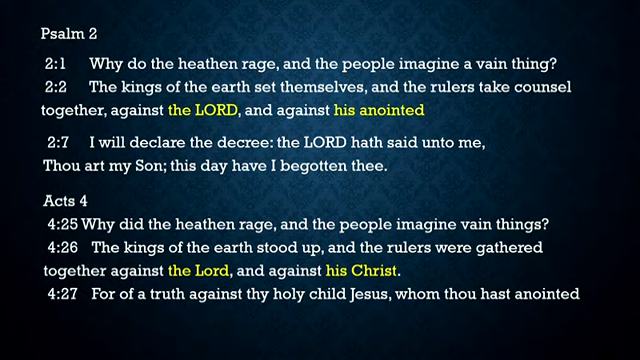 Psalm 2
2:1 Why do the heathen rage, and the people imagine a vain thing?
2:2 The kings of the earth set themselves, and the rulers take counsel
together, against the LORD, and against his anointed
2:7 I will declare the decree: the LORD hath said unto me,
Thou art my Son; this day have I begotten thee.
Acts 4
4:25 Why did the heathen rage, and the people imagine vain things?
4:26 The kings of the earth stood up, and the rulers were gathered
together against the Lord, and against his Christ.
4:27 For of a truth against thy holy child Jesus, whom thou hast anointed